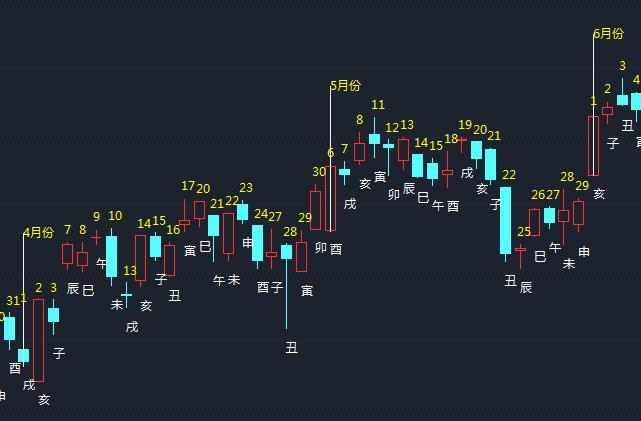 31
酉
1
4月份
戌
2
亥
3
子
7
辰
8
巳
9
午
10
未
13
戌
14
亥
15
子
16
丑
17
寅
20
巳
21
午
22
未
23
申
24
酉
27
子
28
丑
29
寅
30
卯
5月份
6
酉
7
戌
8
亥
11
寅
12
卯
13
辰
14
巳
15
午
18
酉
19
戌
20
亥
21
子
22
丑
25
辰
26
巳
27
午
28
未
29
申
6月份
1
亥
2
子
3
丑
4